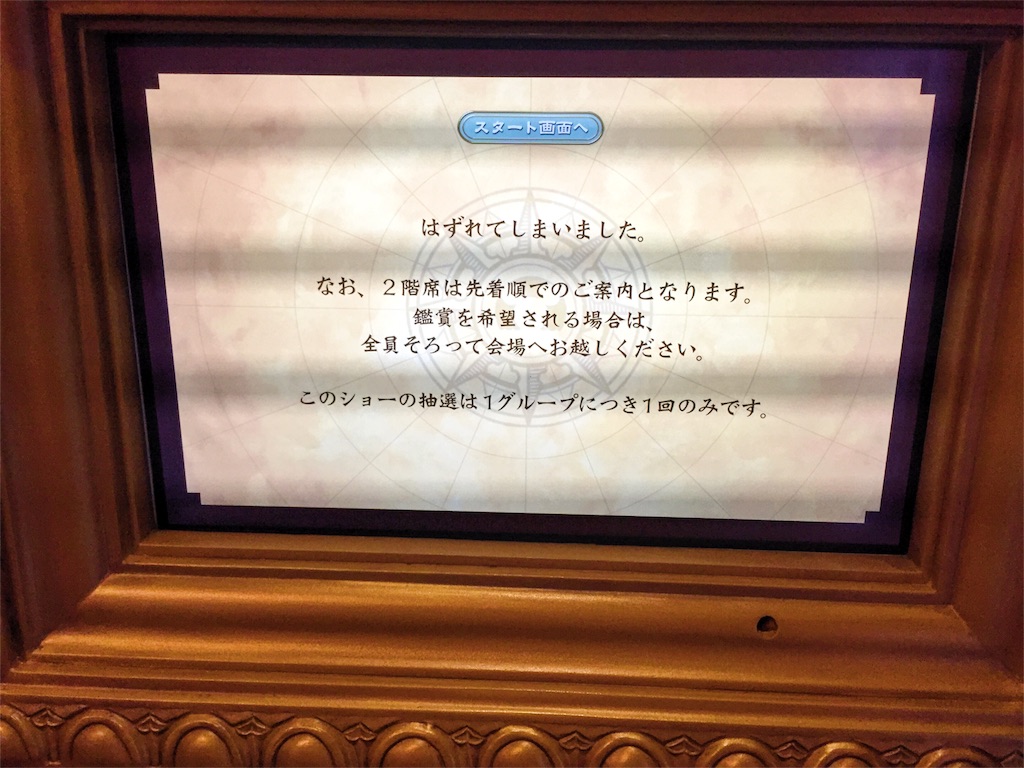 スタート画面へ
はずれてしまいました。
なお、２階席は先着順でのご案内となります。
鑑賞を希望される場合は、
全員そろって会場へお越しください。
このショーの抽選は１グループにつき１回のみです。